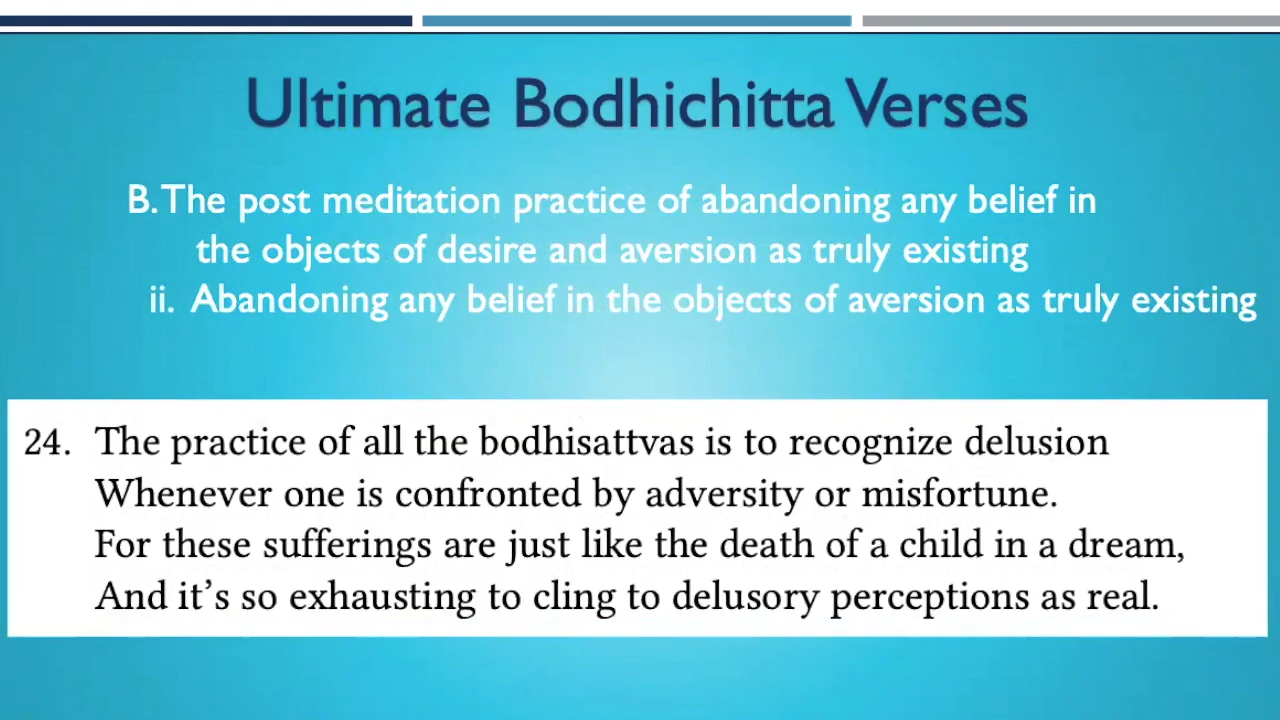 Ultimate Bodhichitta Verses
B. The post meditation practice of abandoning any belief in
the objects of desire and aversion as truly existing
ii. Abandoning any belief in the objects of aversion as truly existing
24. The practice of all the bodhisattvas is to recognize delusion
Whenever one is confronted by adversity or misfortune.
For these sufferings are just like the death of a child in a dream,
And it’s so exhausting to cling to delusory perceptions as real.